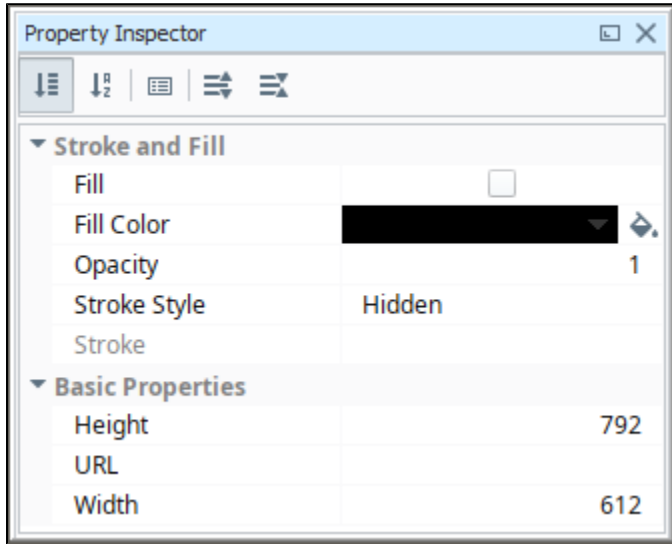 Property Inspector
Stroke and Fill
Fill
Fill Color
Opacity 1
Stroke Style Hidden
Stroke
Basic Properties
Height 792
URL
Width 612